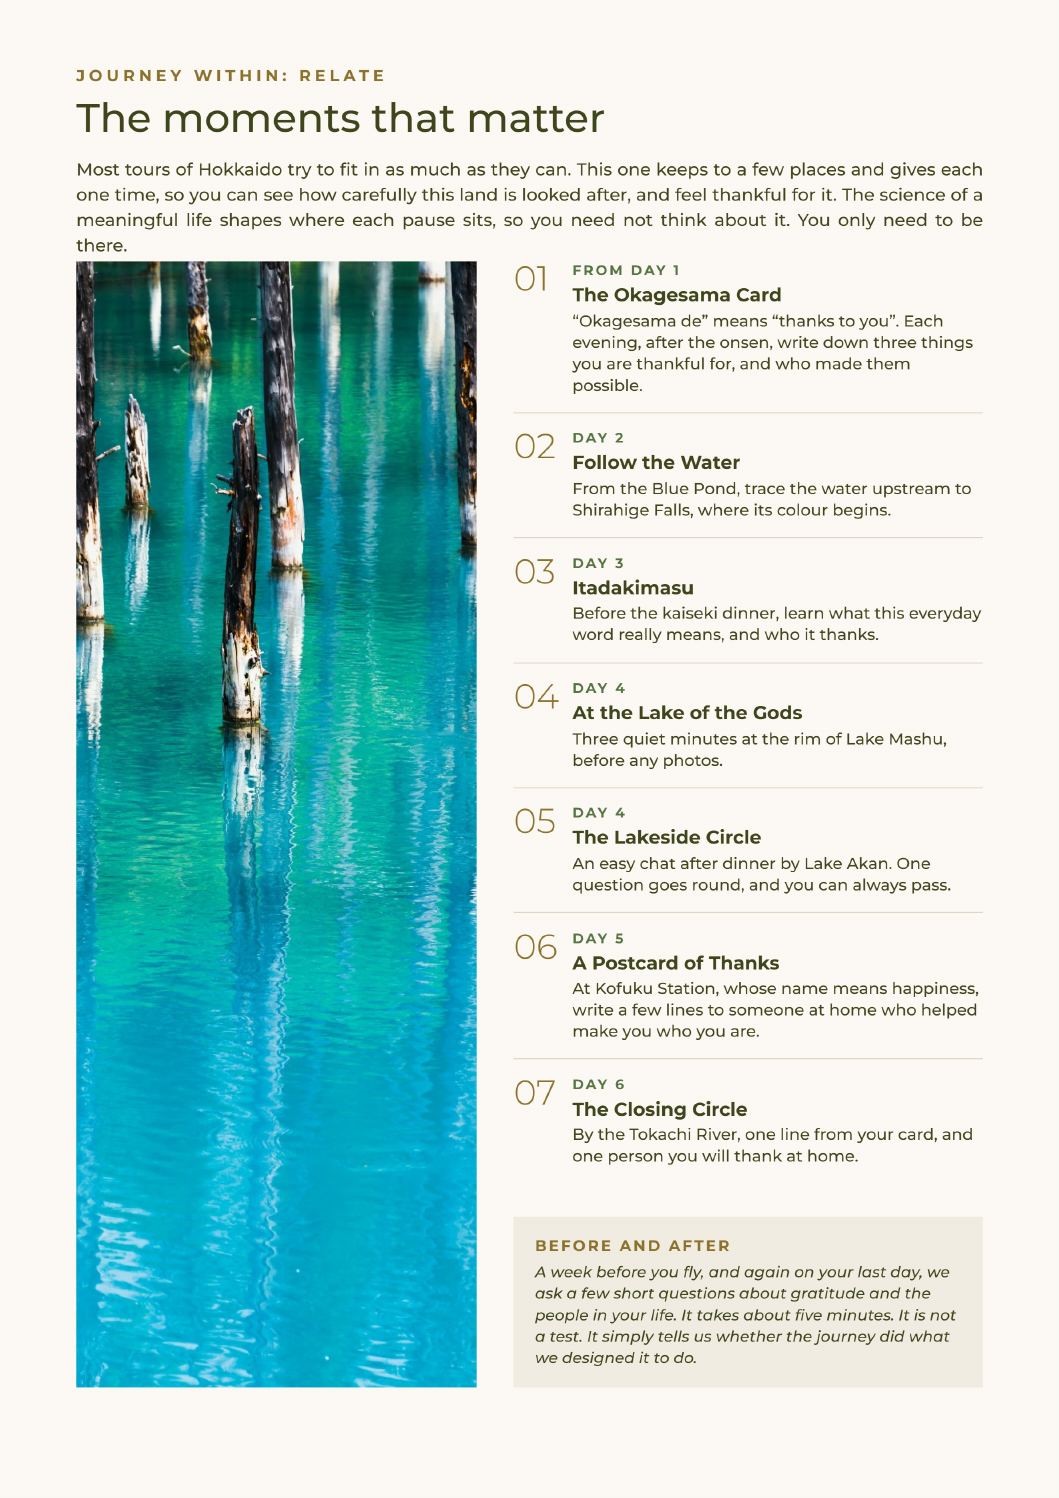 JOURNEY WITHIN: RELATE
The moments that matter
Most tours of Hokkaido try to fit in as much as they can. This one keeps to a few places and gives each
one time, so you can see how carefully this land is looked after, and feel thankful for it. The science of a
meaningful life shapes where each pause sits, so you need not think about it. You only need to be
there.
01
FROM DAY 1
The Okagesama Card
“Okagesama de” means “thanks to you”. Each
evening, after the onsen, write down three things
you are thankful for, and who made them
possible.
02
DAY 2
Follow the Water
From the Blue Pond, trace the water upstream to
Shirahige Falls, where its colour begins.
03
DAY 3
Itadakimasu
Before the kaiseki dinner, learn what this everyday
word really means, and who it thanks.
04
DAY 4
At the Lake of the Gods
Three quiet minutes at the rim of Lake Mashu,
before any photos.
05
DAY 4
The Lakeside Circle
An easy chat after dinner by Lake Akan. One
question goes round, and you can always pass.
06
DAY 5
A Postcard of Thanks
At Kofuku Station, whose name means happiness,
write a few lines to someone at home who helped
make you who you are.
07
DAY 6
The Closing Circle
By the Tokachi River, one line from your card, and
one person you will thank at home.
BEFORE AND AFTER
A week before you fly, and again on your last day, we
ask a few short questions about gratitude and the
people in your life. It takes about five minutes. It is not
a test. It simply tells us whether the journey did what
we designed it to do.